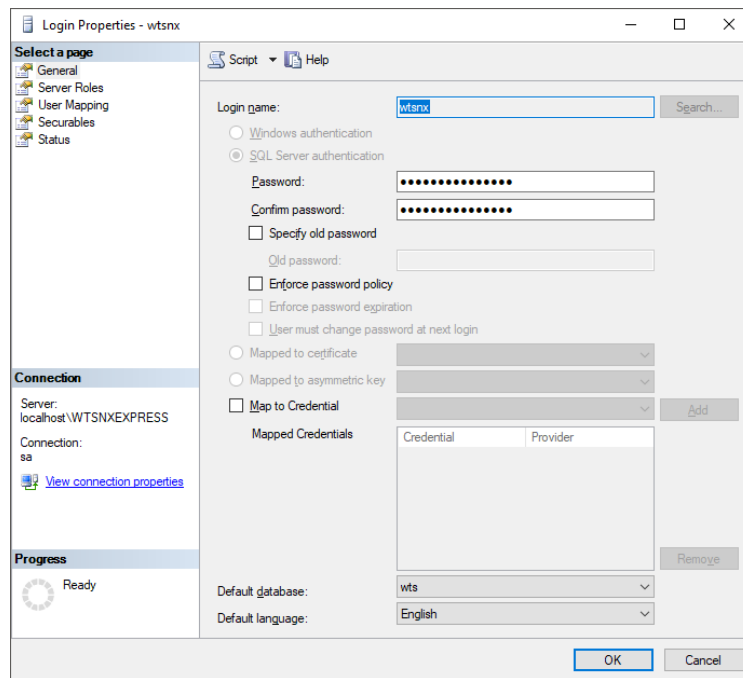 Login Properties - wtsnx
Select a page
General
Server Roles
User Mapping
Securables
Status
Connection
Server:
localhost\WTSNXEXPRESS
Connection:
sa
View connection properties
Progress
Ready
Script Help
Login name: wtsnx Search...
Windows authentication
SQL Server authentication
Password: ●●●●●●●●●●●●●●●
Confirm password: ●●●●●●●●●●●●●●●
Specify old password
Old password:
Enforce password policy
Enforce password expiration
User must change password at next login
Mapped to certificate
Mapped to asymmetric key
Map to Credential Add
Mapped Credentials Credential Provider
Remove
Default database: wts
Default language: English
OK Cancel